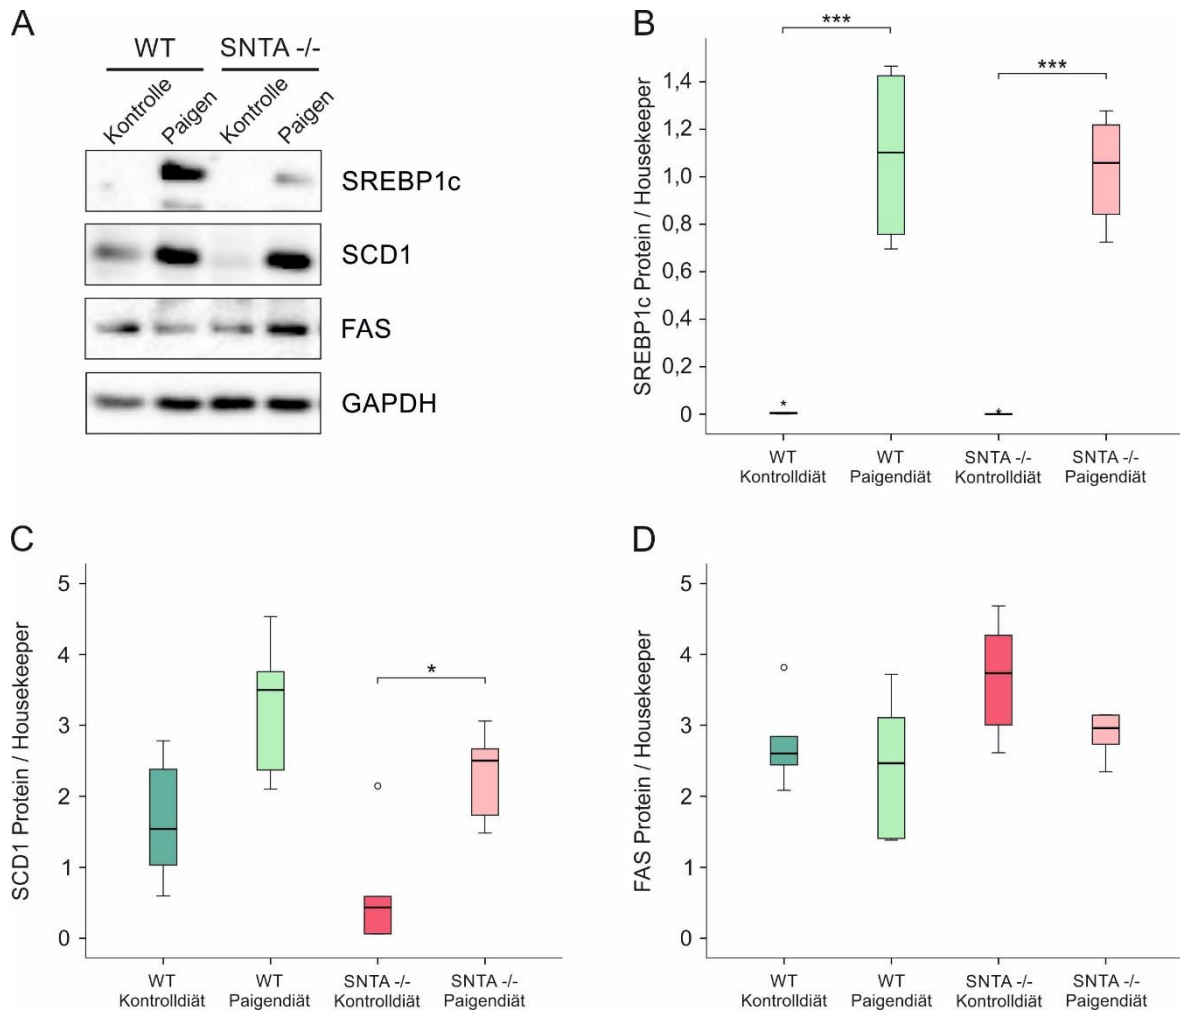 A
WT SNTA -/-
Kontrolle Paigen Kontrolle Paigen
SREBP1c
SCD1
FAS
GAPDH
B
SREBP1c Protein / Housekeeper
*** ***
1,4
1,2
1,0
0,8
0,6
0,4
0,2
0
* *
WT WT SNTA -/- SNTA -/-
Kontrolldiät Paigendiät Kontrolldiät Paigendiät
C
SCD1 Protein / Housekeeper
5
4
3
2
1
0
*
WT WT SNTA -/- SNTA -/-
Kontrolldiät Paigendiät Kontrolldiät Paigendiät
D
FAS Protein / Housekeeper
5
4
3
2
1
0
WT WT SNTA -/- SNTA -/-
Kontrolldiät Paigendiät Kontrolldiät Paigendiät